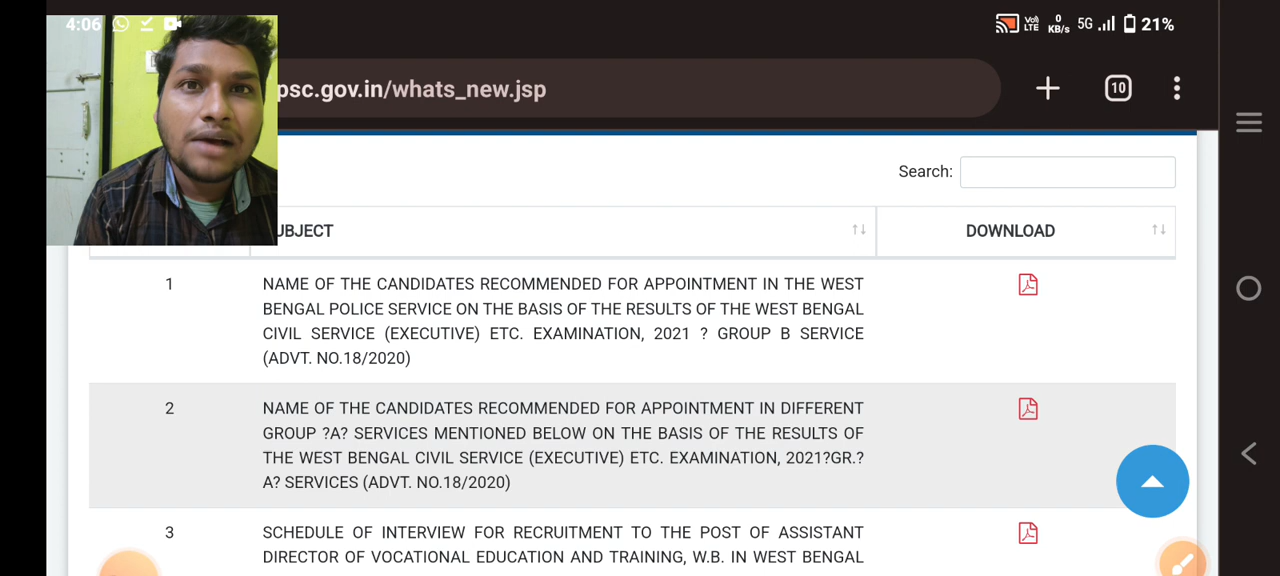 4:06
Vo)
LTE
0
KB/s
5G
21%
psc.gov.in/whats_new.jsp
10
Search:
UBJECT
DOWNLOAD
1
NAME OF THE CANDIDATES RECOMMENDED FOR APPOINTMENT IN THE WEST
BENGAL POLICE SERVICE ON THE BASIS OF THE RESULTS OF THE WEST BENGAL
CIVIL SERVICE (EXECUTIVE) ETC. EXAMINATION, 2021 ? GROUP B SERVICE
(ADVT. NO.18/2020)
2
NAME OF THE CANDIDATES RECOMMENDED FOR APPOINTMENT IN DIFFERENT
GROUP ?A? SERVICES MENTIONED BELOW ON THE BASIS OF THE RESULTS OF
THE WEST BENGAL CIVIL SERVICE (EXECUTIVE) ETC. EXAMINATION, 2021?GR.?
A? SERVICES (ADVT. NO.18/2020)
3
SCHEDULE OF INTERVIEW FOR RECRUITMENT TO THE POST OF ASSISTANT
DIRECTOR OF VOCATIONAL EDUCATION AND TRAINING, W.B. IN WEST BENGAL